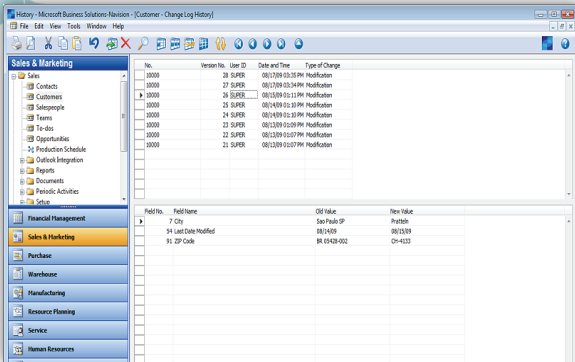 History - Microsoft Business Solutions-Navision - [Customer - Change Log History]
File Edit View Tools Window Help
Sales & Marketing
Sales
Contacts
Customers
Salespeople
Teams
To-dos
Opportunities
Production Schedule
Outlook Integration
Reports
Documents
Periodic Activities
Setup
Financial Management
Sales & Marketing
Purchase
Warehouse
Manufacturing
Resource Planning
Service
Human Resources
No. Version No. User ID Date and Time Type of Change
10000 28 SUPER 08/17/09 03:35 PM Modification
10000 27 SUPER 08/17/09 03:34 PM Modification
10000 26 SUPER 08/15/09 01:11 PM Modification
10000 25 SUPER 08/14/09 01:10 PM Modification
10000 24 SUPER 08/14/09 01:10 PM Modification
10000 23 SUPER 08/13/09 01:09 PM Modification
10000 22 SUPER 08/13/09 01:07 PM Modification
10000 21 SUPER 08/13/09 01:07 PM Modification
Field No. Field Name Old Value New Value
7 City Sao Paulo SP Pratteln
54 Last Date Modified 08/14/09 08/15/09
91 ZIP Code BR 05428-002 CH-4133